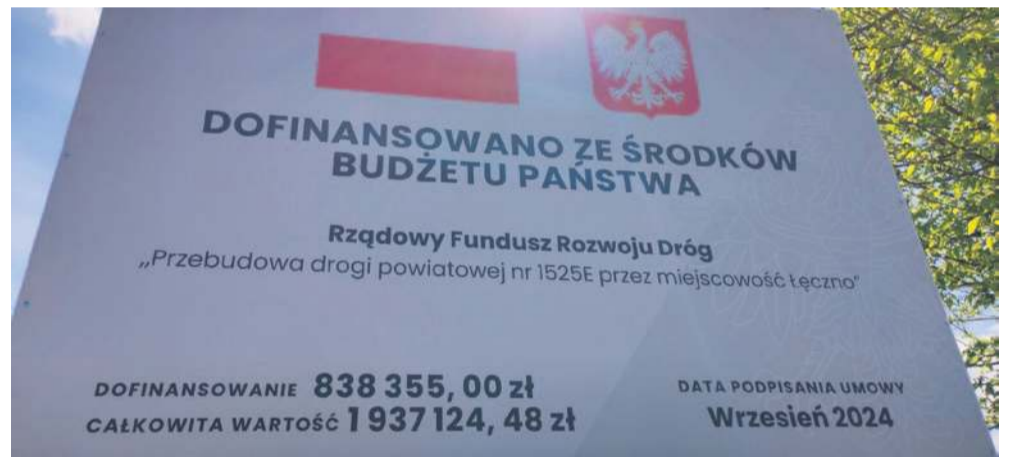 DOFINANSOWANO ZE ŚRODKÓW
BUDŻETU PAŃSTWA
Rządowy Fundusz Rozwoju Dróg
„Przebudowa drogi powiatowej nr 1525E przez miejscowość Łęczno"
DOFINANSOWANIE 838 355,00 zł
CAŁKOWITA WARTOŚĆ 1 937 124, 48 zł
DATA PODPISANIA UMOWY
Wrzesień 2024